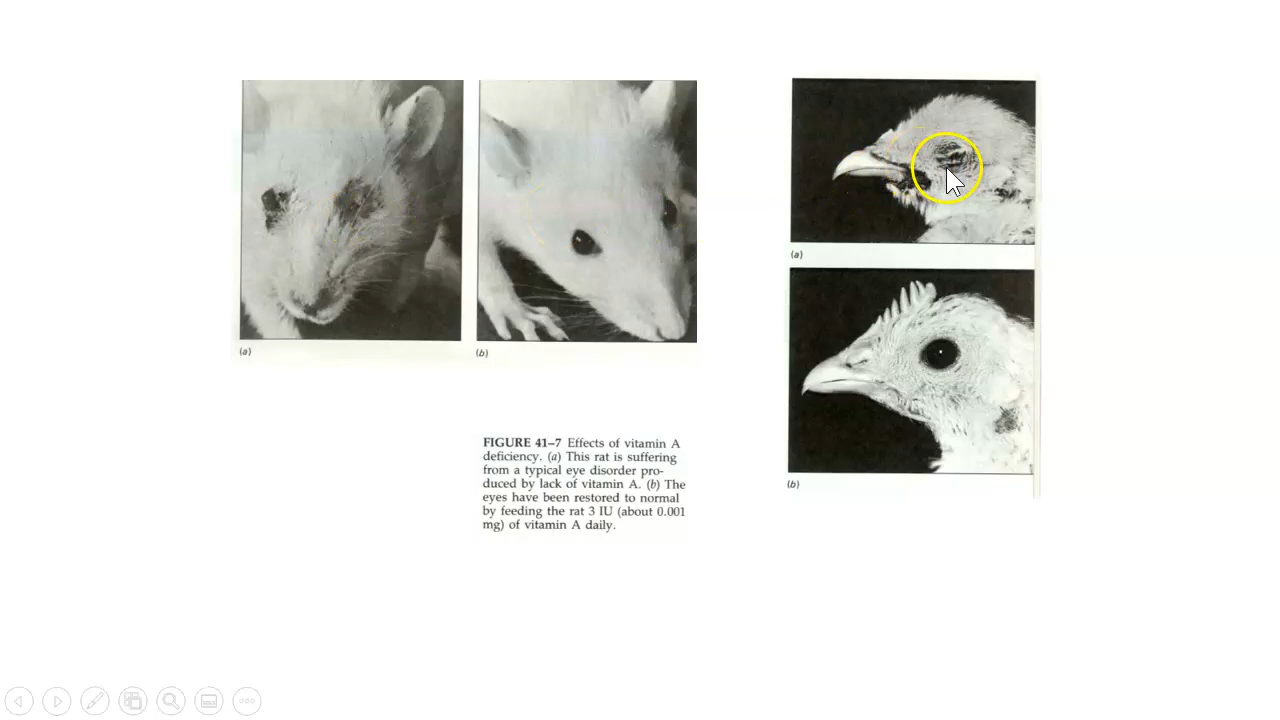 (a)
(b)
(a)
(b)
FIGURE 41–7 Effects of vitamin A
deficiency. (a) This rat is suffering
from a typical eye disorder pro-
duced by lack of vitamin A. (b) The
eyes have been restored to normal
by feeding the rat 3 IU (about 0.001
mg) of vitamin A daily.